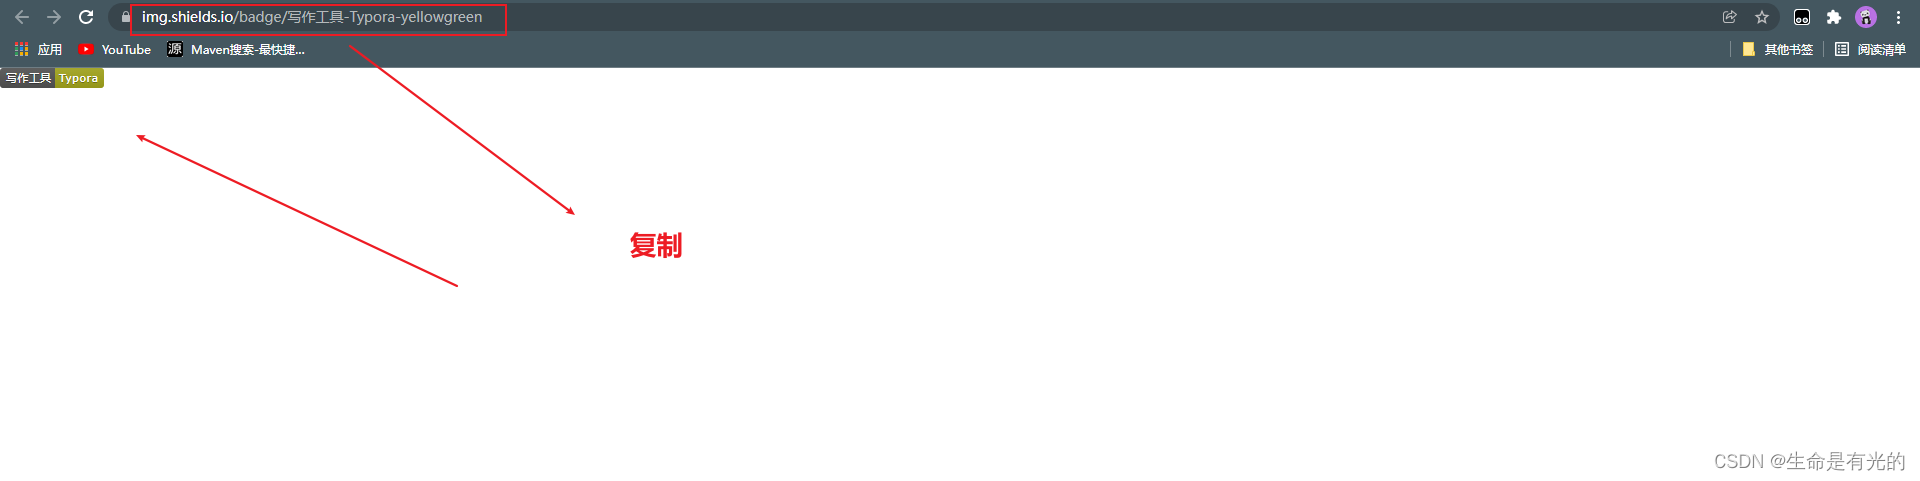 img.shields.io/badge/写作工具-Typora-yellowgreen
应用 YouTube 源 Maven搜索-最快捷... 其他书签 阅读清单
写作工具 Typora
复制
CSDN @生命是有光的